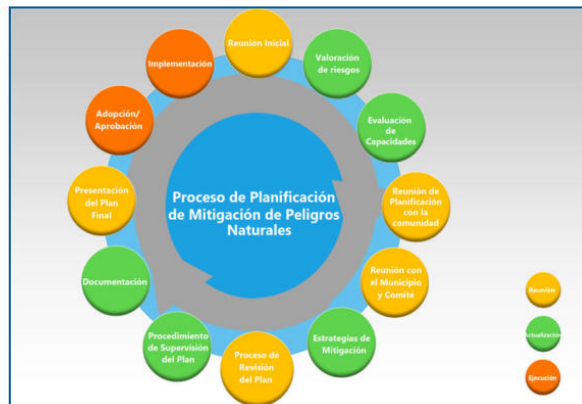 Reunión Inicial
Valoración
de riesgos
Evaluación
de
Capacidades
Reunión de
Planificación
con la
comunidad
Reunión con
el Municipio
y Comité
Estrategias de
Mitigación
Proceso de
Revisión
del Plan
Procedimiento
de Supervisión
del Plan
Documentación
Presentación
del Plan
Final
Adopción/
Aprobación
Implementación
Proceso de Planificación
de Mitigación de Peligros
Naturales
Reunión
Actualización
Ejecución